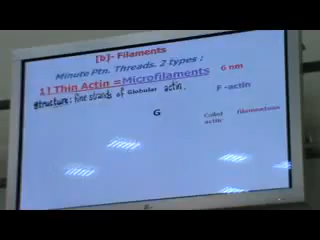 [b]- Filaments
Minute Ptn. Threads. 2 types :
1].Thin Actin =Microfilaments 6 nm
structure: fine strands of Globular actin. F -actin
G Coiled filamentous
actin